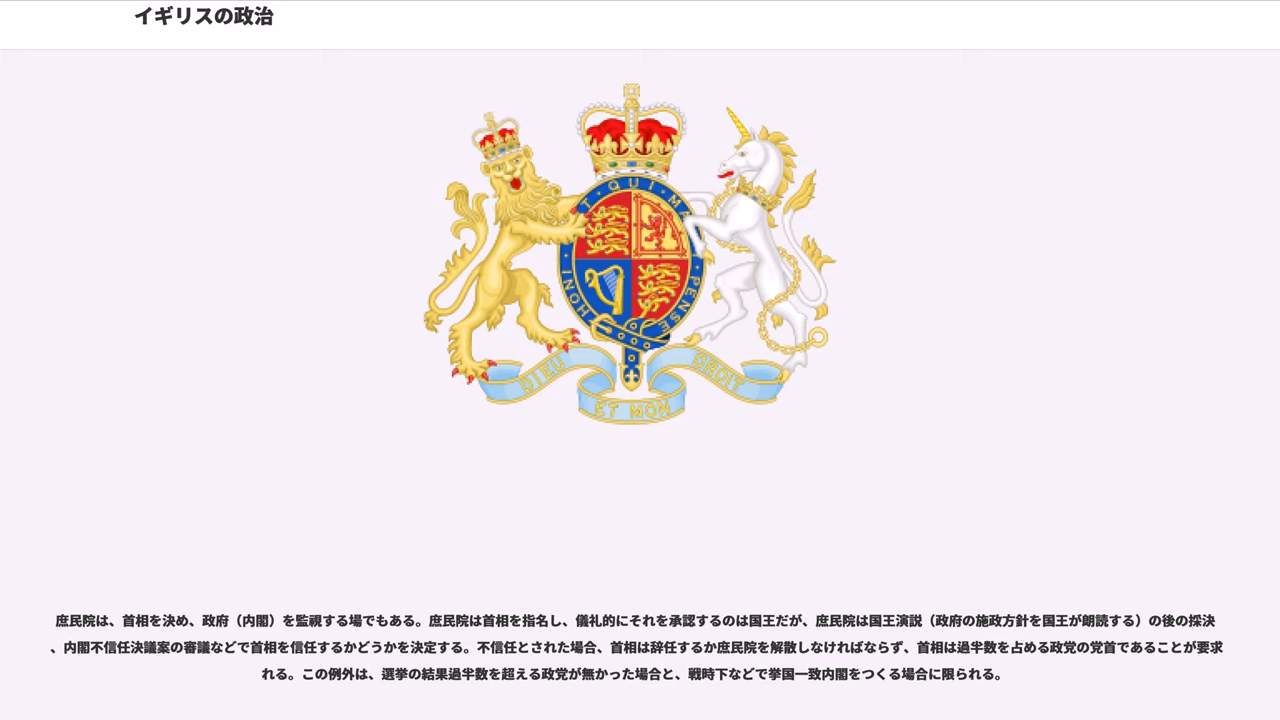 イギリスの政治
T · QUI · MA
HONI
PENSE
DIEU
ET MON
DROIT
庶民院は、首相を決め、政府（内閣）を監視する場でもある。庶民院は首相を指名し、儀礼的にそれを承認するのは国王だが、庶民院は国王演説（政府の施政方針を国王が朗読する）の後の採決
、内閣不信任決議案の審議などで首相を信任するかどうかを決定する。不信任とされた場合、首相は辞任するか庶民院を解散しなければならず、首相は過半数を占める政党の党首であることが要求
れる。この例外は、選挙の結果過半数を超える政党が無かった場合と、戦時下などで挙国一致内閣をつくる場合に限られる。